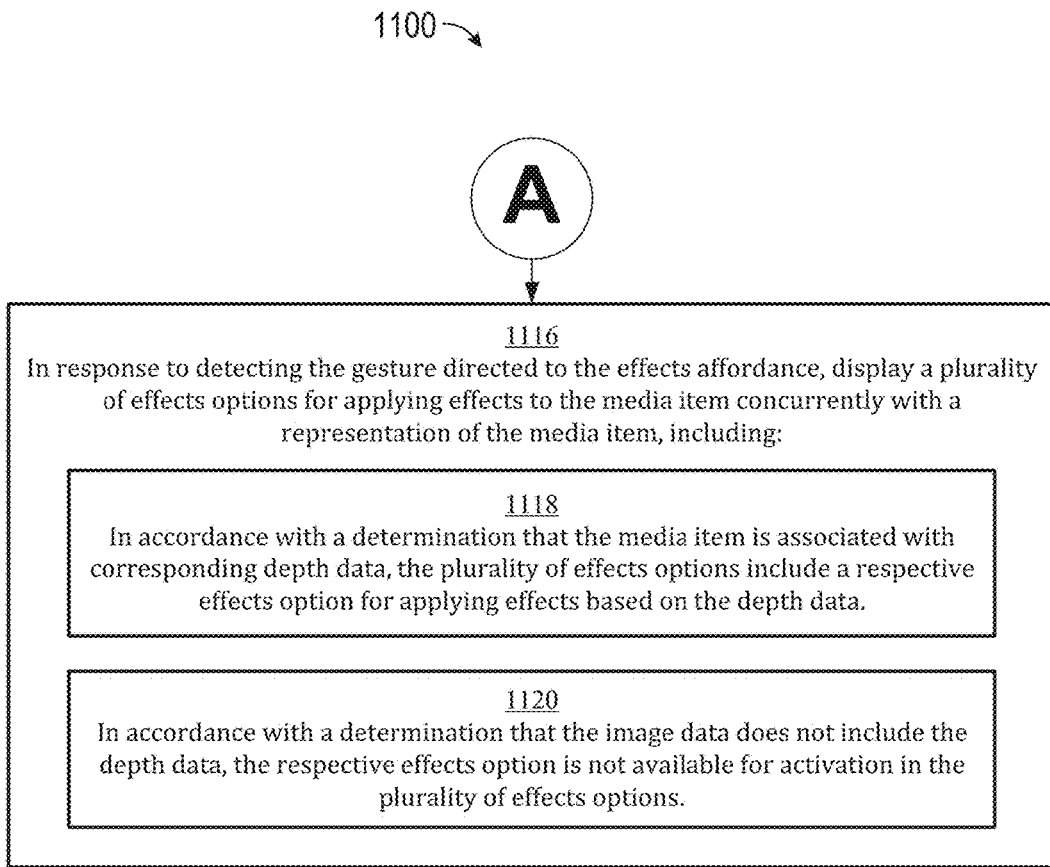 1100
A
1116
In response to detecting the gesture directed to the effects affordance, display a plurality
of effects options for applying effects to the media item concurrently with a
representation of the media item, including:
1118
In accordance with a determination that the media item is associated with
corresponding depth data, the plurality of effects options include a respective
effects option for applying effects based on the depth data.
1120
In accordance with a determination that the image data does not include the
depth data, the respective effects option is not available for activation in the
plurality of effects options.